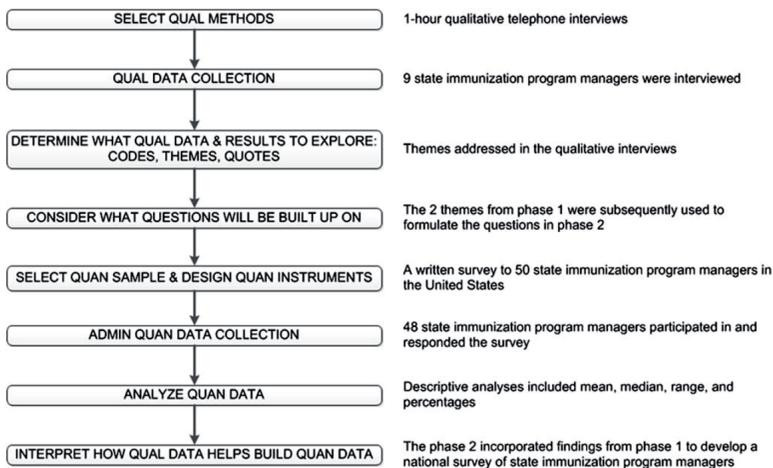 SELECT QUAL METHODS
1-hour qualitative telephone interviews
QUAL DATA COLLECTION
9 state immunization program managers were interviewed
DETERMINE WHAT QUAL DATA & RESULTS TO EXPLORE:
CODES, THEMES, QUOTES
Themes addressed in the qualitative interviews
CONSIDER WHAT QUESTIONS WILL BE BUILT UP ON
The 2 themes from phase 1 were subsequently used to
formulate the questions in phase 2
SELECT QUAN SAMPLE & DESIGN QUAN INSTRUMENTS
A written survey to 50 state immunization program managers in
the United States
ADMIN QUAN DATA COLLECTION
48 state immunization program managers participated in and
responded the survey
ANALYZE QUAN DATA
Descriptive analyses included mean, median, range, and
percentages
INTERPRET HOW QUAL DATA HELPS BUILD QUAN DATA
The phase 2 incorporated findings from phase 1 to develop a
national survey of state immunization program managers